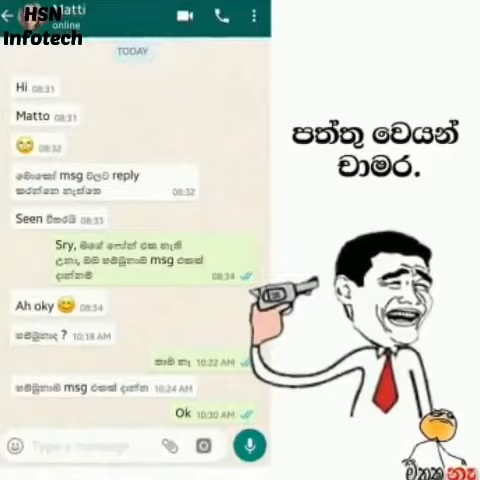 HSN
Infotech
Matti
online
TODAY
Hi 08:31
Matto 08:31
08:32
මොකෝ msg වලට reply
කරන්නෙ නැත්තෙ 08:32
Seen විතරයි 08:33
Sry, මගේ ෆෝන් එක නැති
උනා, මම හම්බුනාම msg එකක්
දාන්නම් 08:34
Ah oky 08:34
හම්බුනාද ? 10:18 AM
තාම නෑ 10:22 AM
හම්බුනාම msg එකක් දාන්න 10:24 AM
Ok 10:30 AM
Type a message
පත්තු වෙයන්
චාමර.